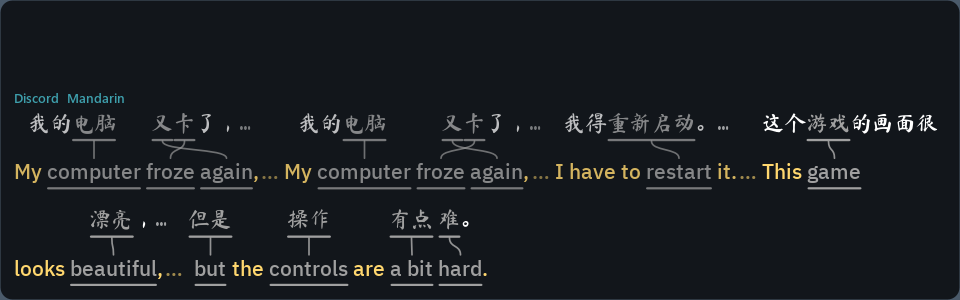 Discord Mandarin
我的电脑 又卡了，… 我的电脑 又卡了，… 我得重新启动。… 这个游戏的画面很
My computer froze again,... My computer froze again,... I have to restart it.... This game
漂亮，… 但是 操作 有点 难。
looks beautiful,... but the controls are a bit hard.